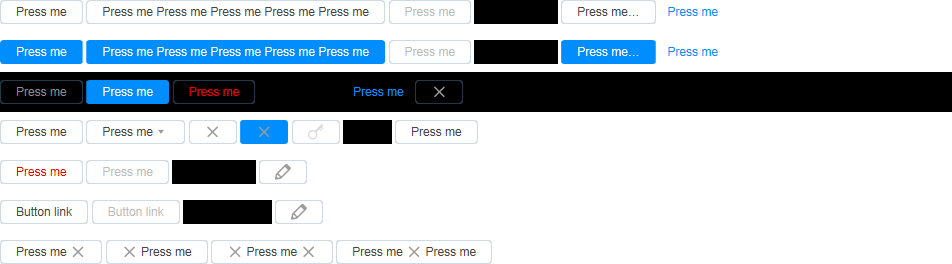 Press me Press me Press me Press me Press me Press me Press me Press me... Press me
Press me Press me Press me Press me Press me Press me Press me Press me... Press me
Press me Press me Press me Press me
Press me Press me Press me
Press me Press me
Button link Button link
Press me Press me Press me Press me Press me